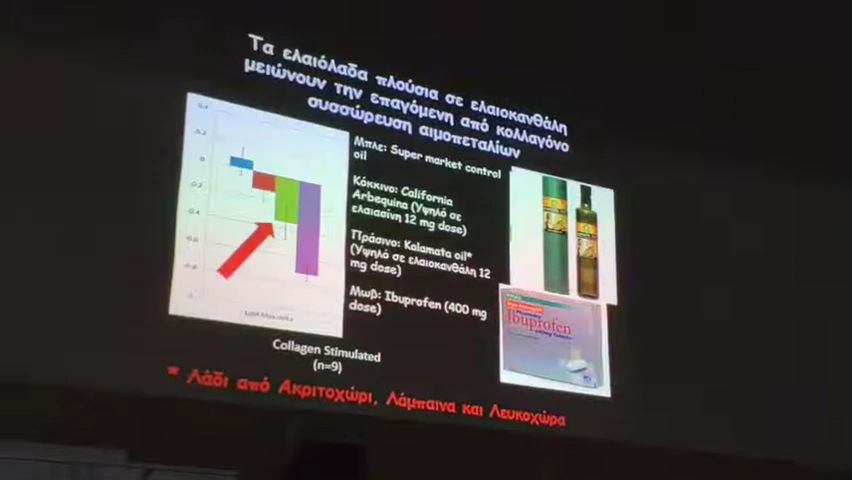 Τα ελαιόλαδα πλούσια σε ελαιοκανθάλη
μειώνουν την επαγόμενη από κολλαγόνο
συσσώρευση αιμοπεταλίων
Μπλε: Super market control
oil
Κόκκινο: California
Arbequina (Υψηλό σε
ελαιασίνη 12 mg dose)
Πράσινο: Kalamata oil*
(Υψηλό σε ελαιοκανθάλη 12
mg dose)
Μωβ: Ibuprofen (400 mg
dose)
Ibuprofen
Collagen Stimulated
(n=9)
* Λάδι από Ακριτοχώρι, Λάμπαινα και Λευκοχώρα